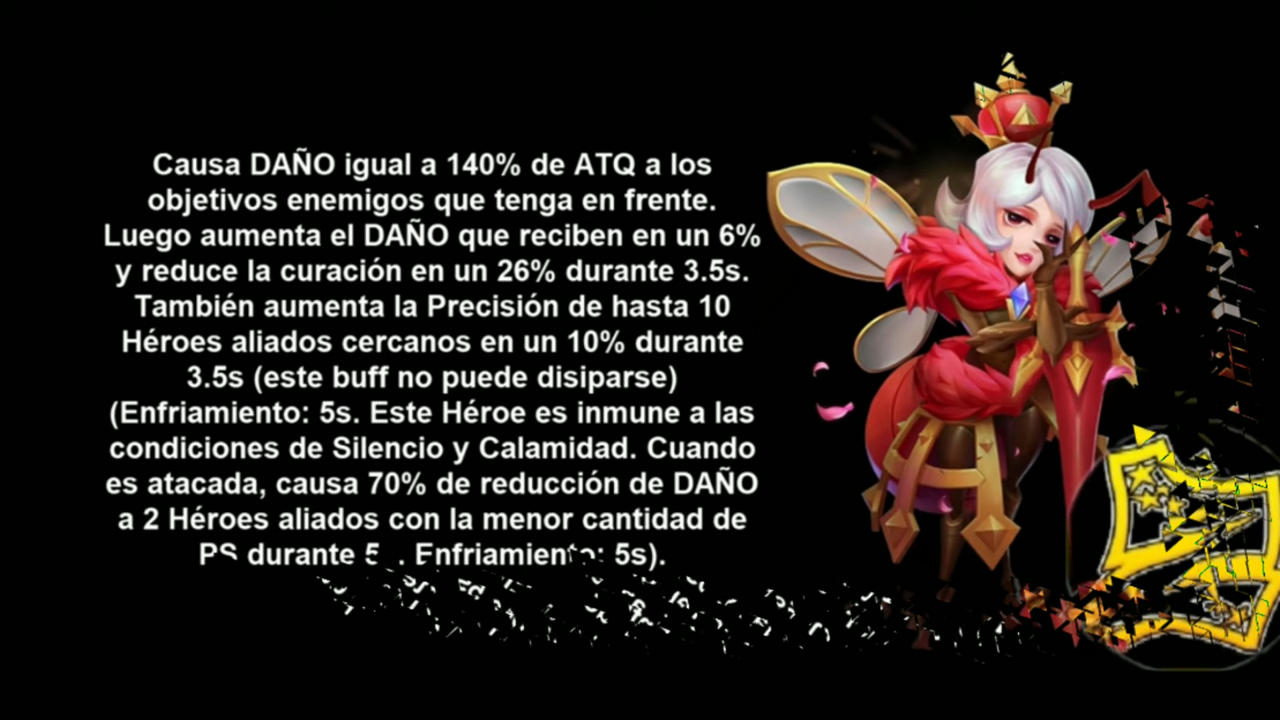 Causa DAÑO igual a 140% de ATQ a los
objetivos enemigos que tenga en frente.
Luego aumenta el DAÑO que reciben en un 6%
y reduce la curación en un 26% durante 3.5s.
También aumenta la Precisión de hasta 10
Héroes aliados cercanos en un 10% durante
3.5s (este buff no puede disiparse)
(Enfriamiento: 5s. Este Héroe es inmune a las
condiciones de Silencio y Calamidad. Cuando
es atacada, causa 70% de reducción de DAÑO
a 2 Héroes aliados con la menor cantidad de
PS durante 5 . Enfriamiento: 5s).